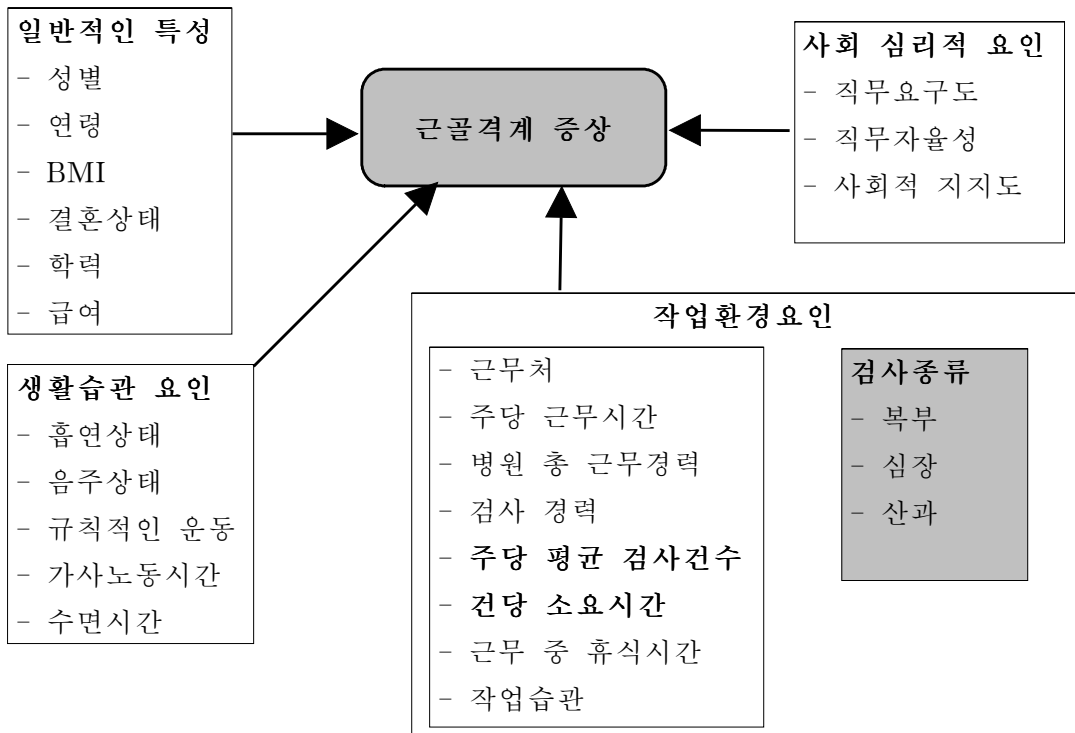 일반적인 특성
- 성별
- 연령
- BMI
- 결혼상태
- 학력
- 급여
근골격계 증상
사회 심리적 요인
- 직무요구도
- 직무자율성
- 사회적 지지도
생활습관 요인
- 흡연상태
- 음주상태
- 규칙적인 운동
- 가사노동시간
- 수면시간
작업환경요인
- 근무처
- 주당 근무시간
- 병원 총 근무경력
- 검사 경력
- 주당 평균 검사건수
- 건당 소요시간
- 근무 중 휴식시간
- 작업습관
검사종류
- 복부
- 심장
- 산과